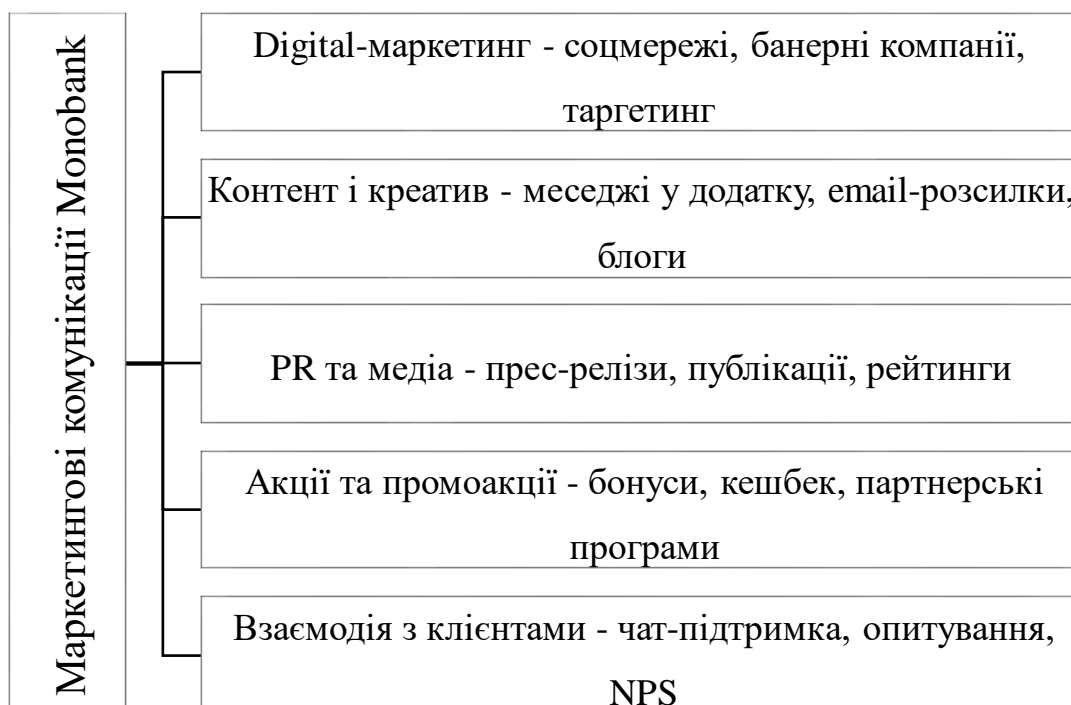 Маркетингові комунікації Monobank
Digital-маркетинг - соцмережі, банерні компанії,
таргетинг
Контент і креатив - меседжі у додатку, email-розсилки,
блоги
PR та медіа - прес-релізи, публікації, рейтинги
Акції та промоакції - бонуси, кешбек, партнерські
програми
Взаємодія з клієнтами - чат-підтримка, опитування,
NPS